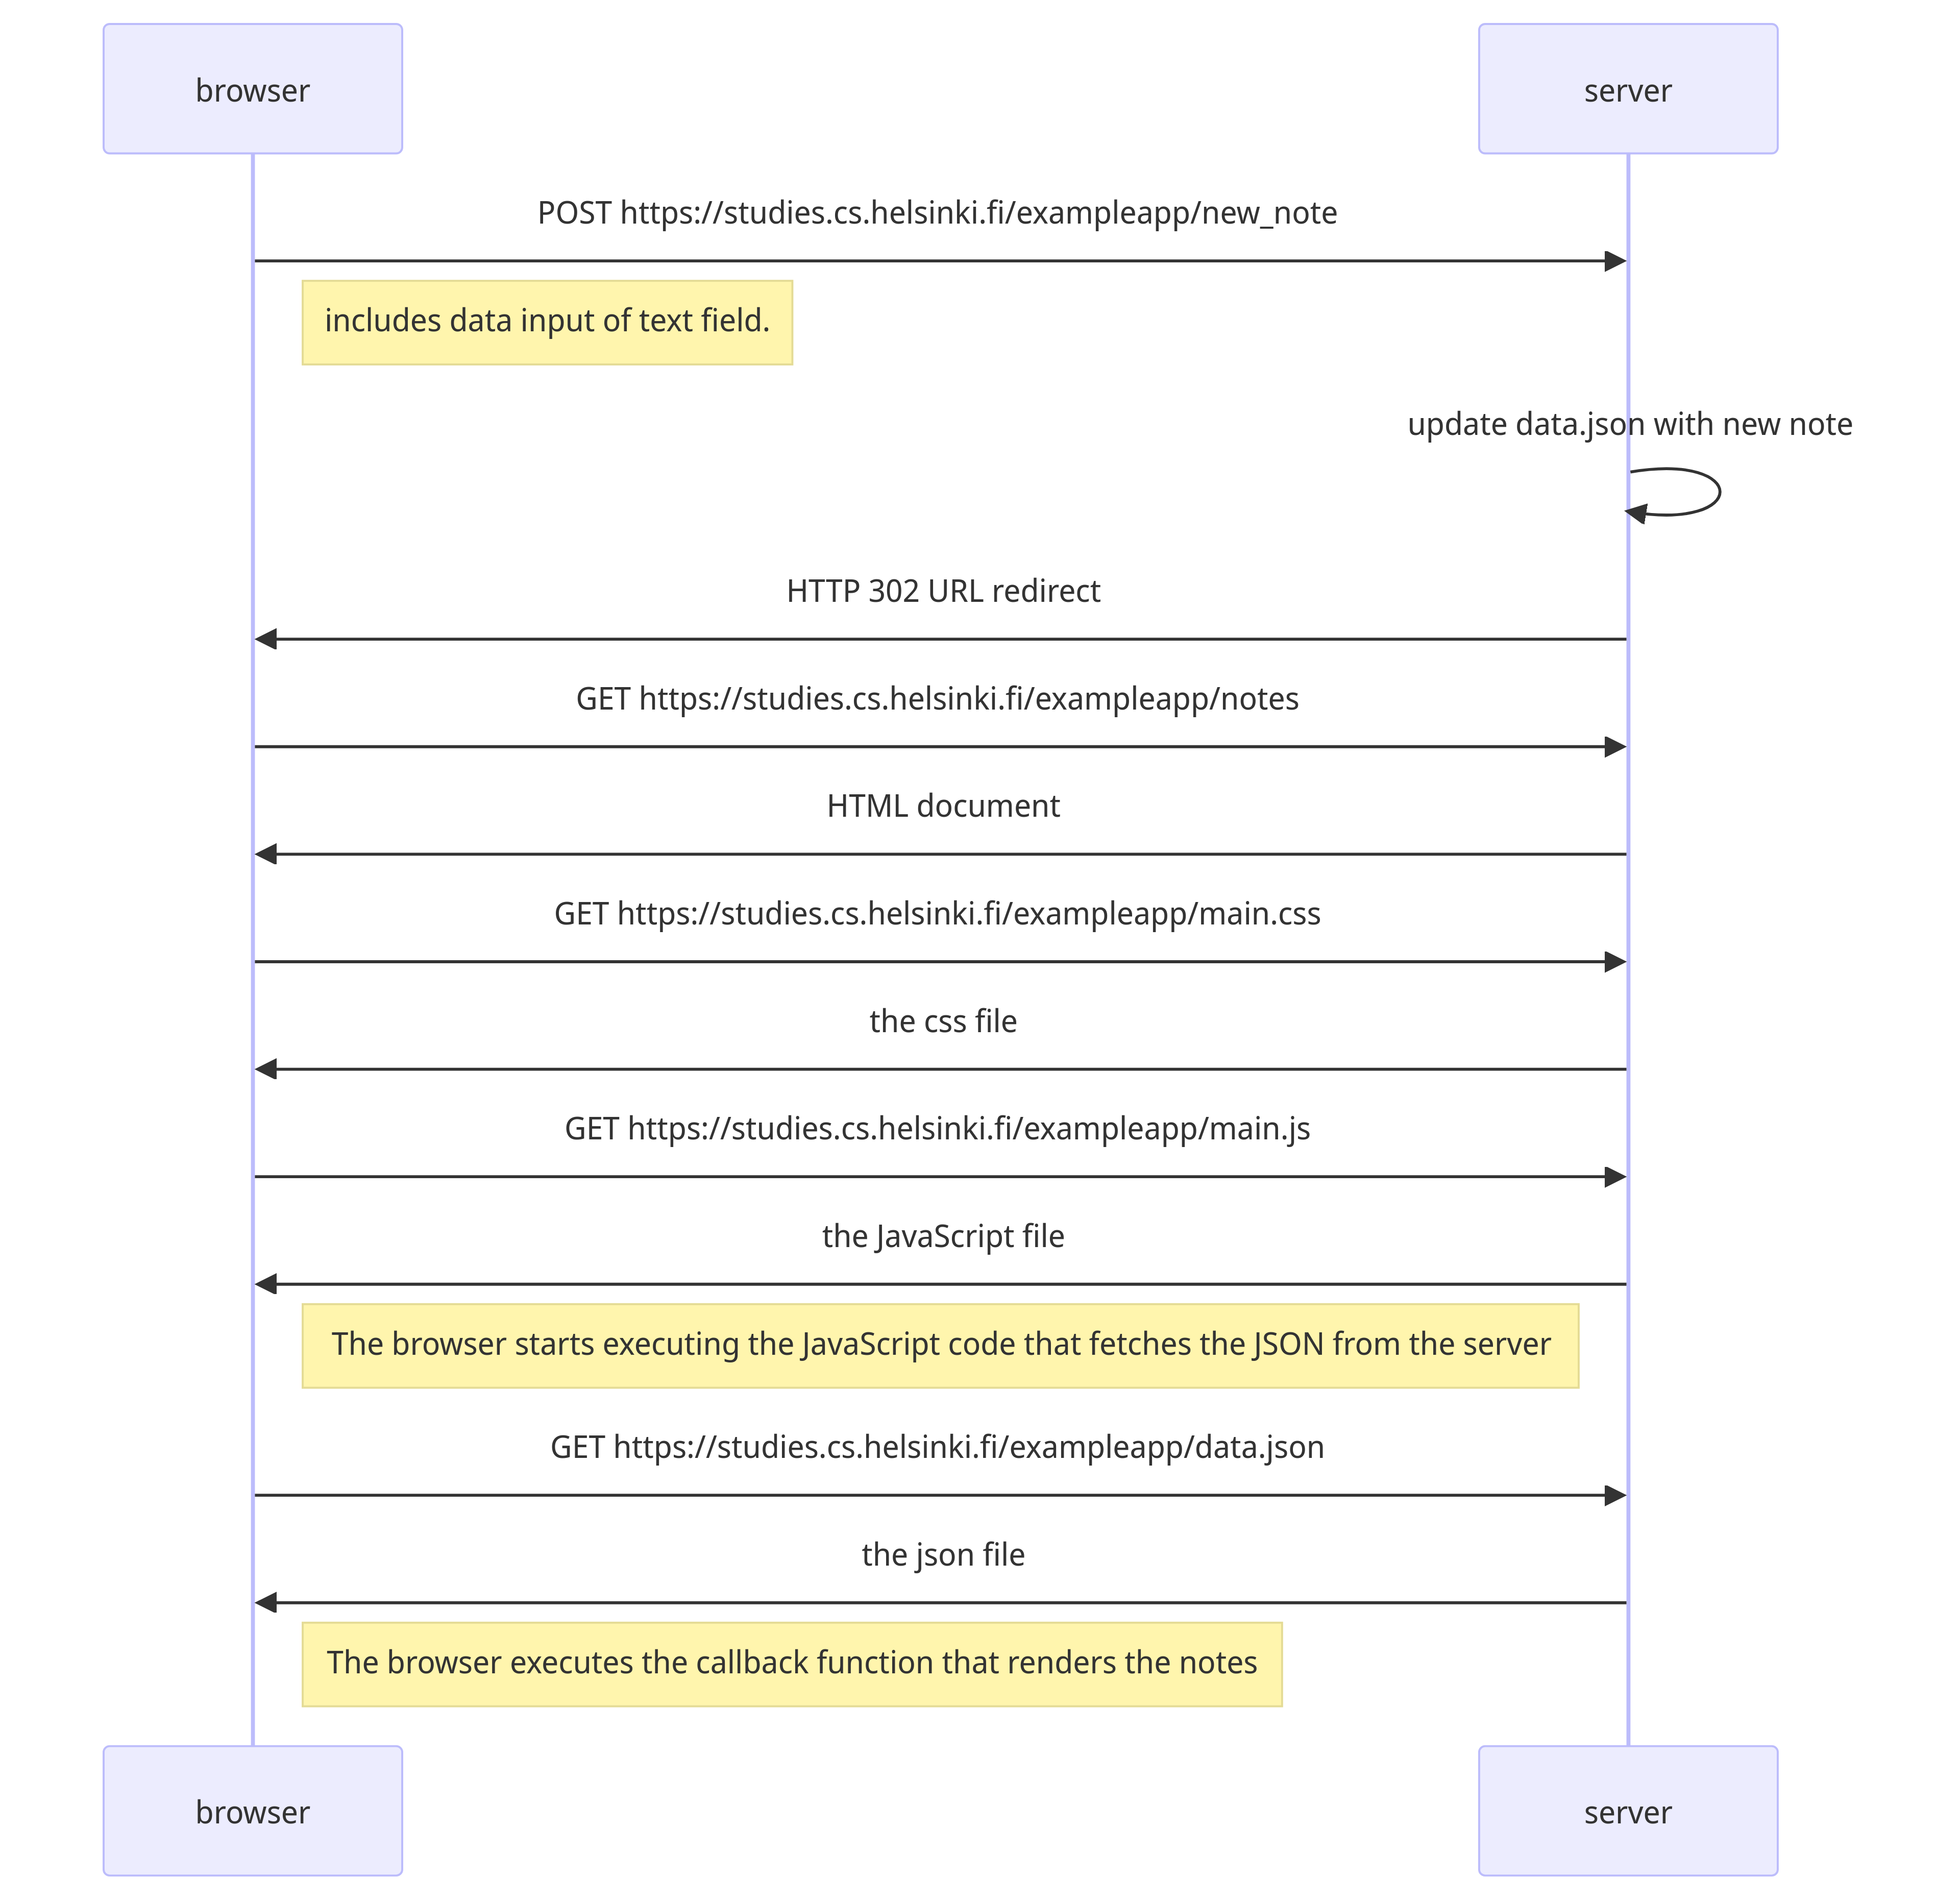 browser
server
POST https://studies.cs.helsinki.fi/exampleapp/new_note
includes data input of text field.
update data.json with new note
HTTP 302 URL redirect
GET https://studies.cs.helsinki.fi/exampleapp/notes
HTML document
GET https://studies.cs.helsinki.fi/exampleapp/main.css
the css file
GET https://studies.cs.helsinki.fi/exampleapp/main.js
the JavaScript file
The browser starts executing the JavaScript code that fetches the JSON from the server
GET https://studies.cs.helsinki.fi/exampleapp/data.json
the json file
The browser executes the callback function that renders the notes
browser
server